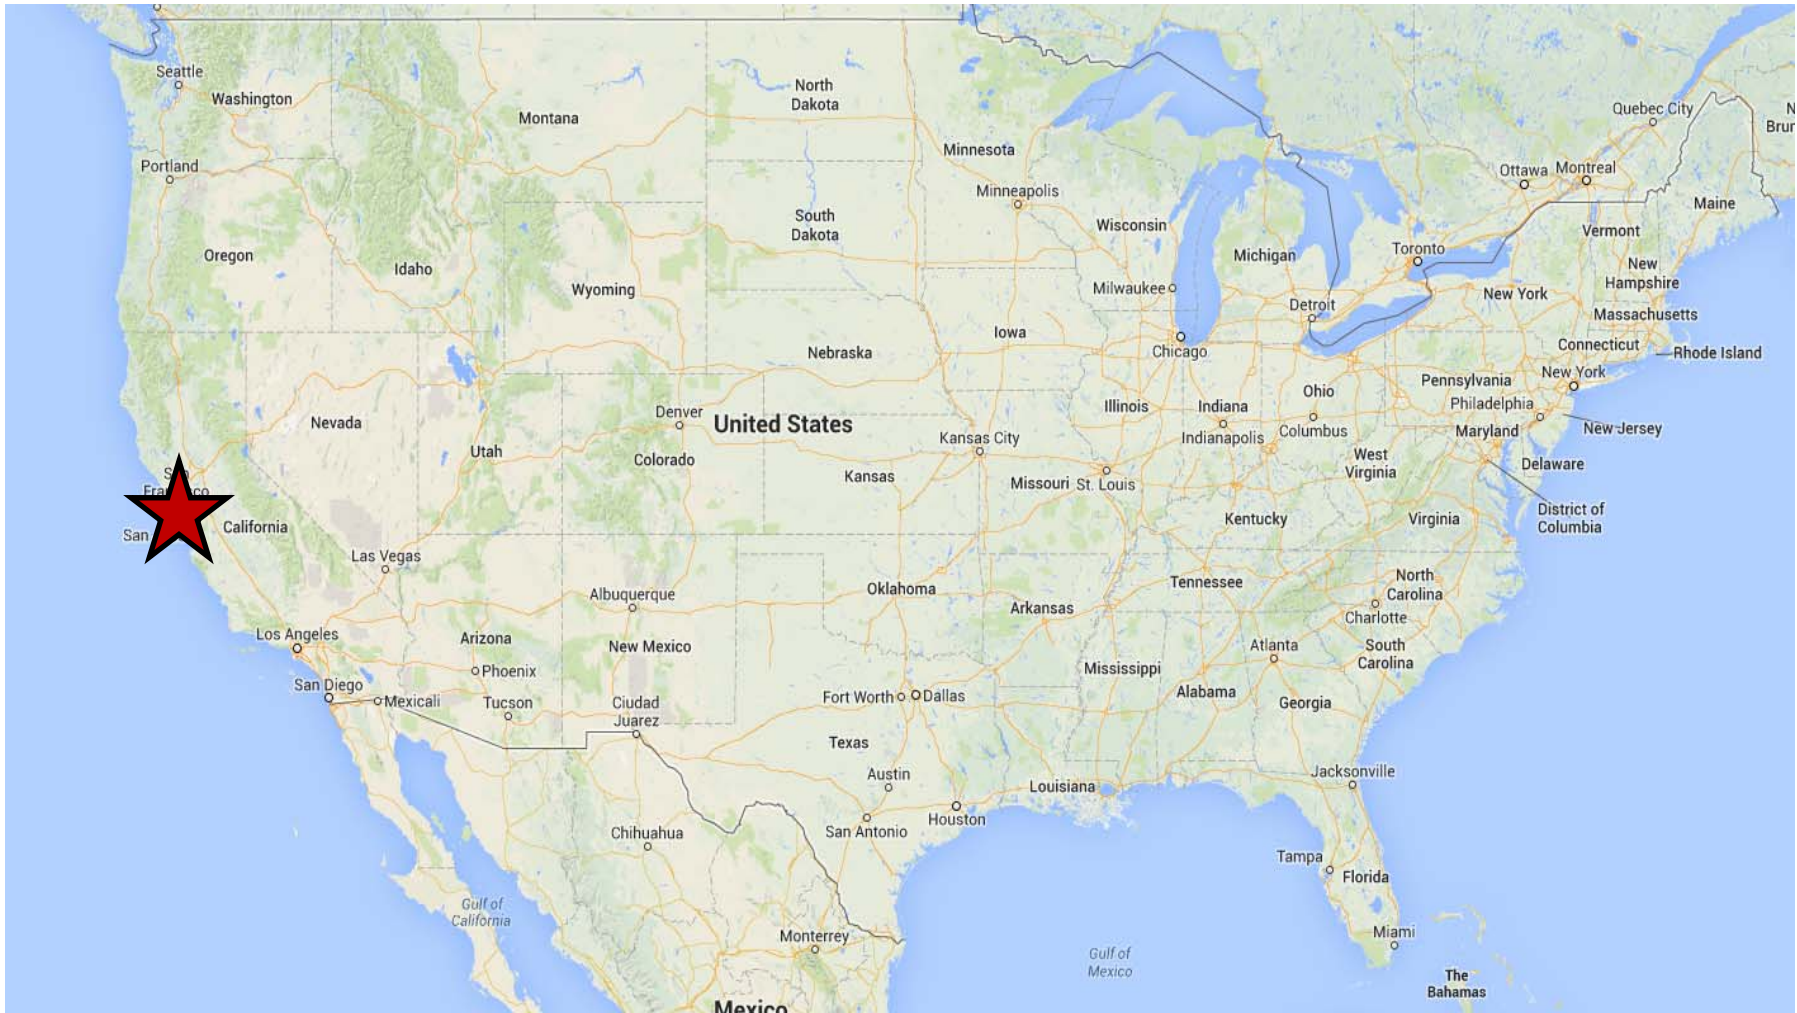 Seattle
Washington
Montana
North
Dakota
Minnesota
Quebec City
N
Brun
Portland
Minneapolis
Ottawa
Montreal
Maine
South
Dakota
Wisconsin
Vermont
Oregon
Idaho
Michigan
Toronto
New
Hampshire
Wyoming
Milwaukee
Detroit
New York
Massachusetts
Iowa
Nebraska
Chicago
Connecticut
Rhode Island
New York
Pennsylvania
Ohio
Illinois
Indiana
Philadelphia
Nevada
Denver
United States
Kansas City
Indianapolis
Columbus
Maryland
New Jersey
Utah
Colorado
Kansas
Missouri
St. Louis
West
Virginia
Delaware
California
San
Kentucky
Virginia
District of
Columbia
Las Vegas
Albuquerque
Oklahoma
Arkansas
Tennessee
North
Carolina
Charlotte
Los Angeles
Arizona
New Mexico
Atlanta
South
Carolina
Phoenix
Mississippi
San Diego
Mexicali
Tucson
Ciudad
Juarez
Fort Worth
Dallas
Alabama
Georgia
Texas
Austin
Louisiana
Jacksonville
Chihuahua
San Antonio
Houston
Tampa
Florida
Gulf of
California
Monterrey
Miami
Gulf of
Mexico
The
Bahamas
Mexico